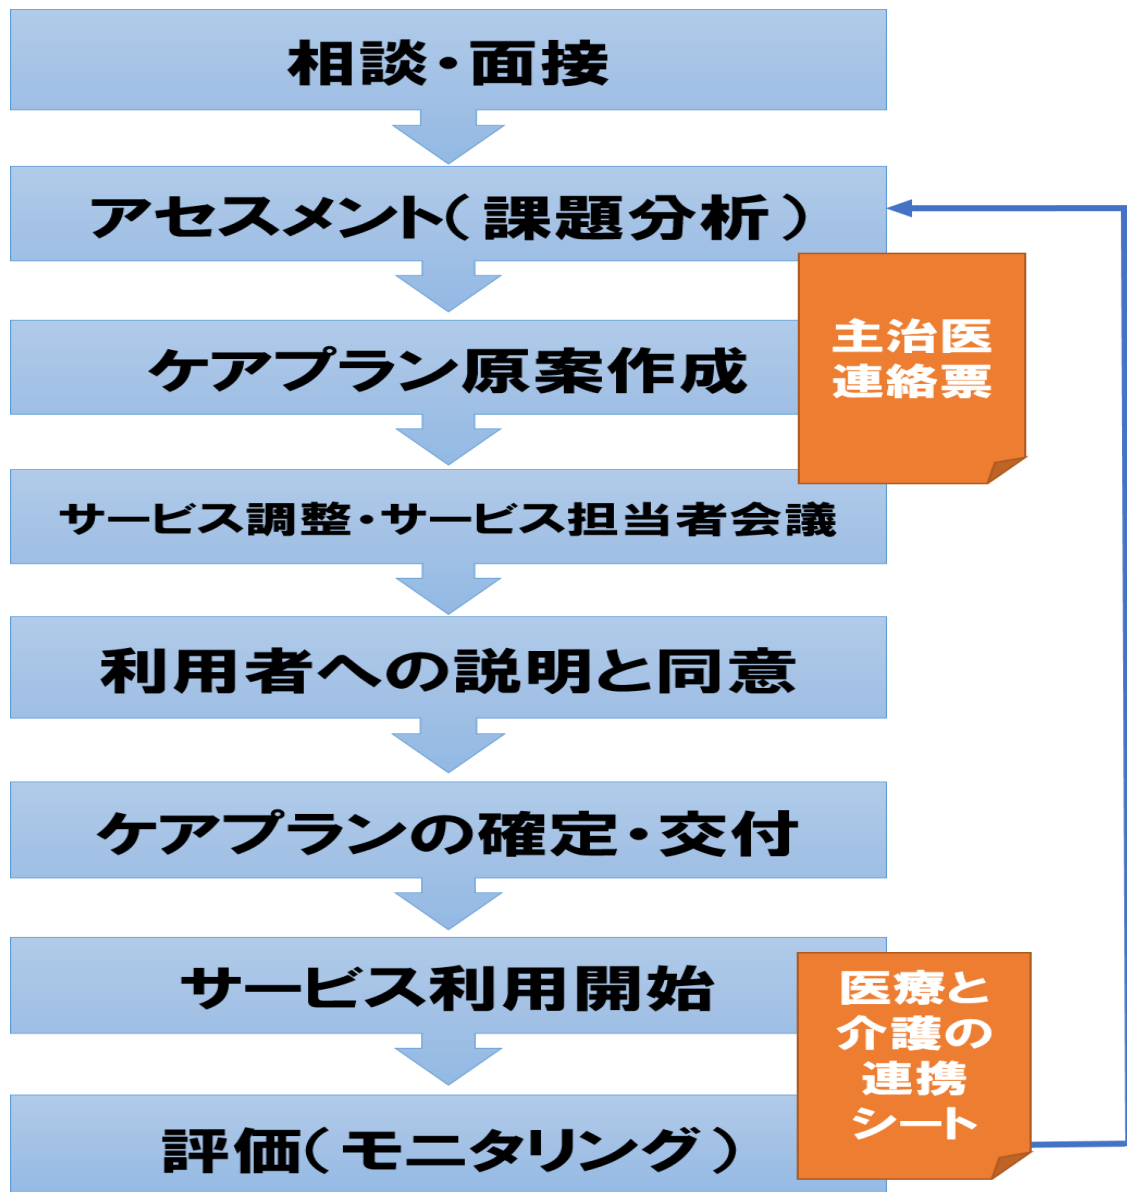 相談・面接
アセスメント（課題分析）
ケアプラン原案作成
主治医
連絡票
サービス調整・サービス担当者会議
利用者への説明と同意
ケアプランの確定・交付
サービス利用開始
医療と
介護の
連携
シート
評価（モニタリング）